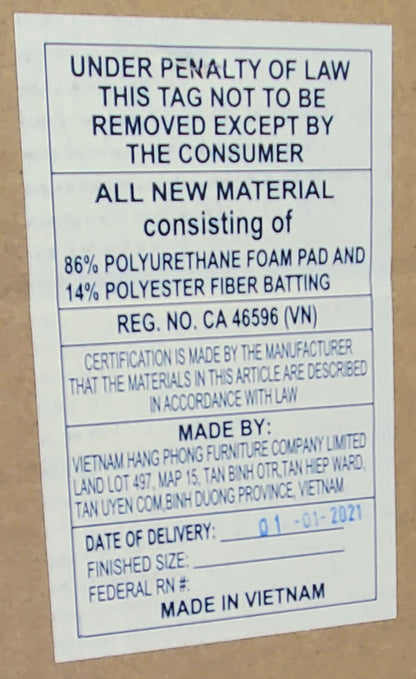 UNDER PENALTY OF LAW
THIS TAG NOT TO BE
REMOVED EXCEPT BY
THE CONSUMER
ALL NEW MATERIAL
consisting of
86% POLYURETHANE FOAM PAD AND
14% POLYESTER FIBER BATTING
REG. NO. CA 46596 (VN)
CERTIFICATION IS MADE BY THE MANUFACTURER
THAT THE MATERIALS IN THIS ARTICLE ARE DESCRIBED
IN ACCORDANCE WITH LAW
MADE BY:
VIETNAM HANG PHONG FURNITURE COMPANY LIMITED
LAND LOT 497, MAP 15, TAN BINH QTR,TAN HIEP WARD,
TAN UYEN COM,BINH DUONG PROVINCE, VIETNAM
DATE OF DELIVERY: 01-01-2021
FINISHED SIZE:
FEDERAL RN #:
MADE IN VIETNAM